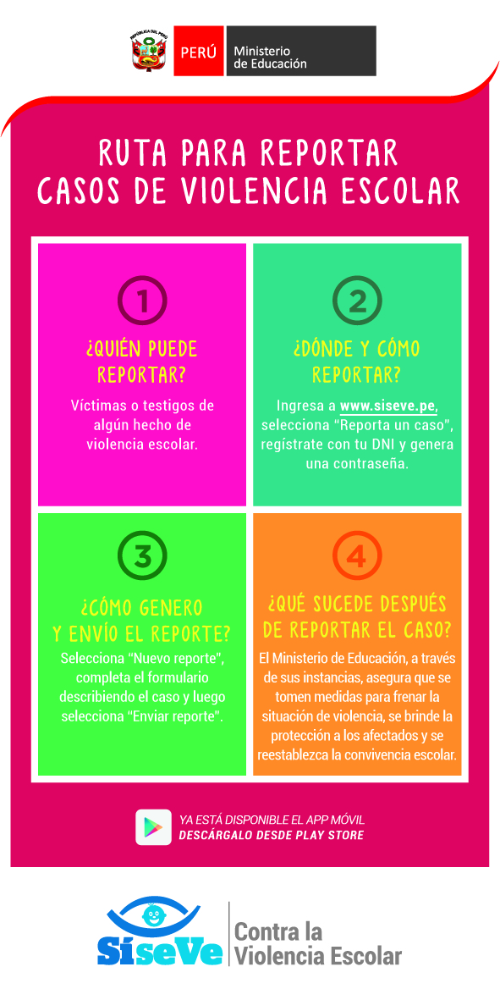 REPÚBLICA DEL PERÚ
PERÚ
Ministerio
de Educación
RUTA PARA REPORTAR
CASOS DE VIOLENCIA ESCOLAR
1
¿QUIÉN PUEDE
REPORTAR?
Víctimas o testigos de
algún hecho de
violencia escolar.
2
¿DÓNDE Y CÓMO
REPORTAR?
Ingresa a www.siseve.pe,
selecciona “Reporta un caso”,
regístrate con tu DNI y genera
una contraseña.
3
¿CÓMO GENERO
Y ENVÍO EL REPORTE?
Selecciona “Nuevo reporte”,
completa el formulario
describiendo el caso y luego
selecciona “Enviar reporte”.
4
¿QUÉ SUCEDE DESPUÉS
DE REPORTAR EL CASO?
El Ministerio de Educación, a través
de sus instancias, asegura que se
tomen medidas para frenar la
situación de violencia, se brinde la
protección a los afectados y se
reestablezca la convivencia escolar.
YA ESTÁ DISPONIBLE EL APP MÓVIL
DESCÁRGALO DESDE PLAY STORE
SíseVe
Contra la
Violencia Escolar